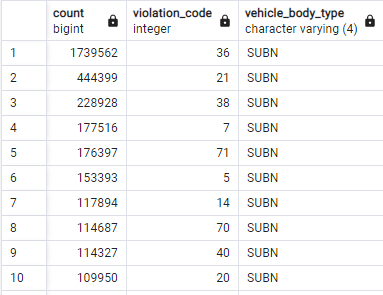 count violation_code vehicle_body_type
bigint integer character varying (4)
1 1739562 36 SUBN
2 444399 21 SUBN
3 228928 38 SUBN
4 177516 7 SUBN
5 176397 71 SUBN
6 153393 5 SUBN
7 117894 14 SUBN
8 114687 70 SUBN
9 114327 40 SUBN
10 109950 20 SUBN